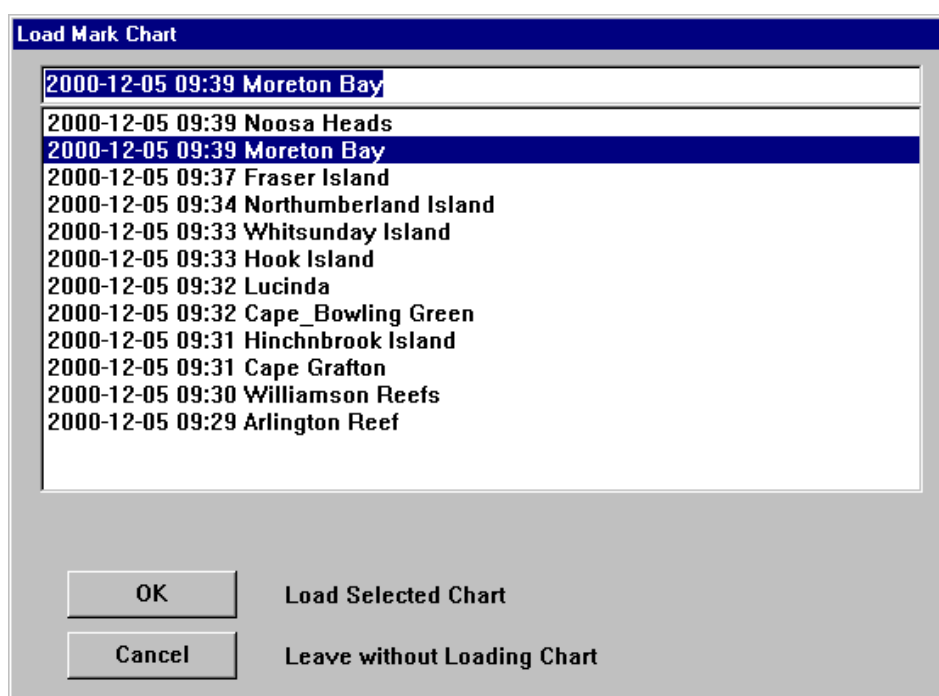 Load Mark Chart
2000-12-05 09:39 Moreton Bay
2000-12-05 09:39 Noosa Heads
2000-12-05 09:39 Moreton Bay
2000-12-05 09:37 Fraser Island
2000-12-05 09:34 Northumberland Island
2000-12-05 09:33 Whitsunday Island
2000-12-05 09:33 Hook Island
2000-12-05 09:32 Lucinda
2000-12-05 09:32 Cape_Bowling Green
2000-12-05 09:31 Hinchnbrook Island
2000-12-05 09:31 Cape Grafton
2000-12-05 09:30 Williamson Reefs
2000-12-05 09:29 Arlington Reef
OK Load Selected Chart
Cancel Leave without Loading Chart